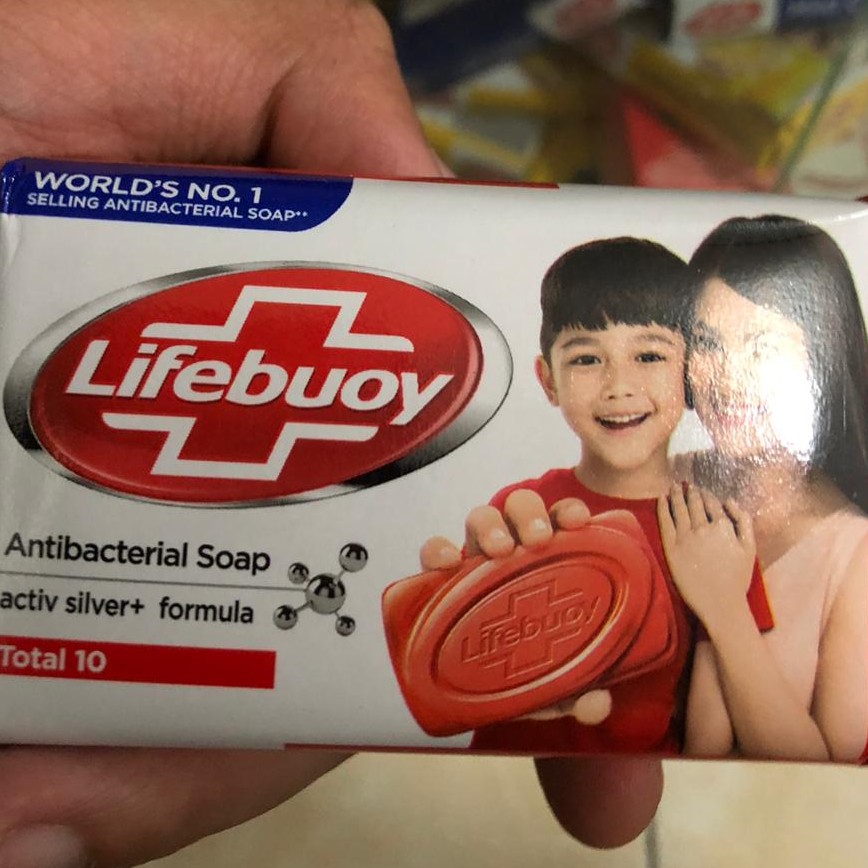 WORLD'S NO. 1
SELLING ANTIBACTERIAL SOAP**
Lifebuoy
Antibacterial Soap
activ silver+ formula
Total 10
Lifebuoy